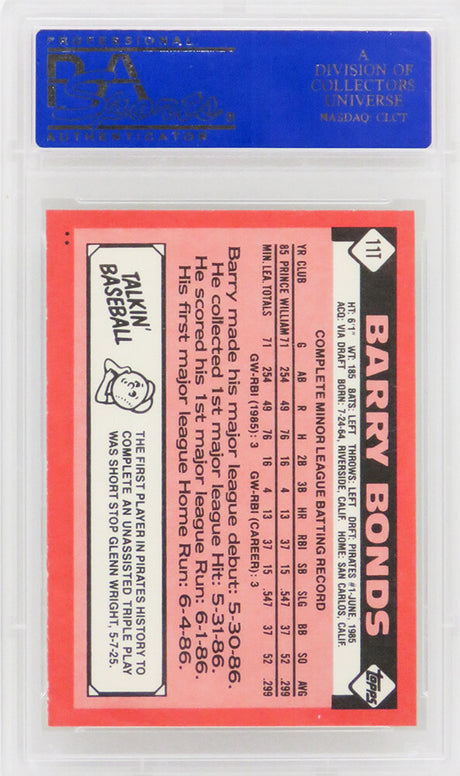 PROFESSIONAL
PSA
AUTHENTICATOR
A
DIVISION OF
COLLECTORS
UNIVERSE
NASDAQ: CLCT
11T
BARRY BONDS
topps
HT: 6'1" WT: 185 BATS: LEFT THROWS: LEFT DRFT: PIRATES #1-JUNE, 1985
ACQ: VIA DRAFT BORN: 7-24-64, RIVERSIDE, CALIF. HOME: SAN CARLOS, CALIF.
COMPLETE MINOR LEAGUE BATTING RECORD
YR CLUB G AB R H 2B 3B HR RBI SB SLG BB SO AVG
85 PRINCE WILLIAM 71 254 49 76 16 4 13 37 15 .547 37 52 .299
MIN. LEA. TOTALS 71 254 49 76 16 4 13 37 15 .547 37 52 .299
GW-RBI (1985): 3 GW-RBI (CAREER): 3
Barry made his major league debut: 5-30-86.
He collected 1st major league Hit: 5-31-86.
He scored his 1st major league Run: 6-1-86.
His first major league Home Run: 6-4-86.
TALKIN'
BASEBALL
THE FIRST PLAYER IN PIRATES HISTORY TO
COMPLETE AN UNASSISTED TRIPLE PLAY
WAS SHORT STOP GLENN WRIGHT, 5-7-25.